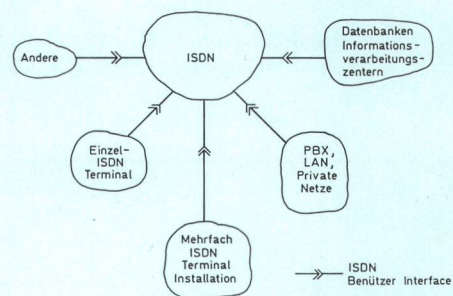 Andere
ISDN
Datenbanken
Informations-
verarbeitungs-
zentern
Einzel-
ISDN
Terminal
PBX,
LAN,
Private
Netze
Mehrfach
ISDN
Terminal
Installation
ISDN
Benützer Interface